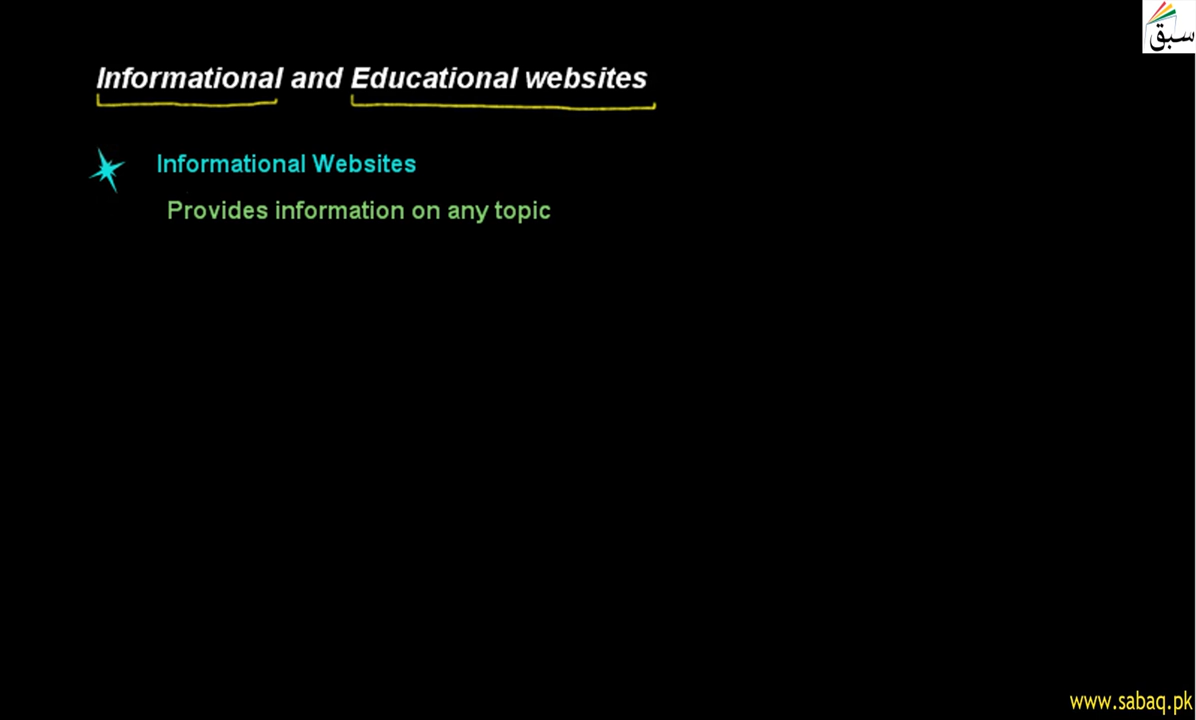 سبق
Informational and Educational websites
Informational Websites
Provides information on any topic
www.sabaq.pk